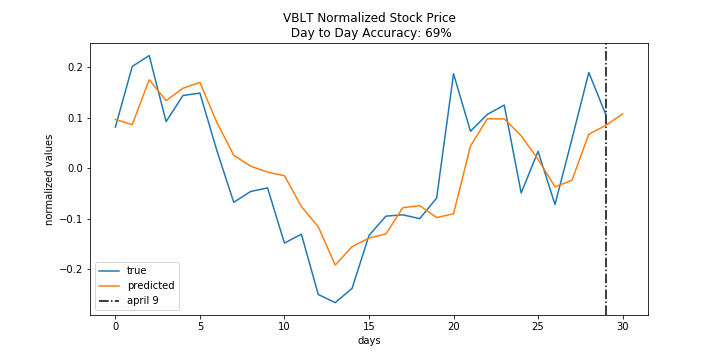 VBLT Normalized Stock Price
Day to Day Accuracy: 69%
normalized values
0.2
0.1
0.0
−0.1
−0.2
true
predicted
april 9
0 5 10 15 20 25 30
days